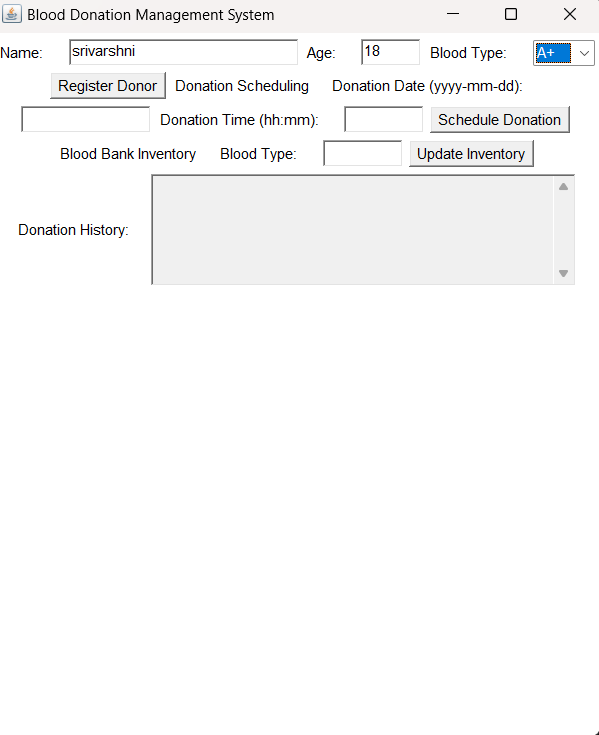 Blood Donation Management System
Name: srivarshni Age: 18 Blood Type: A+
Register Donor Donation Scheduling Donation Date (yyyy-mm-dd):
Donation Time (hh:mm): Schedule Donation
Blood Bank Inventory Blood Type: Update Inventory
Donation History: